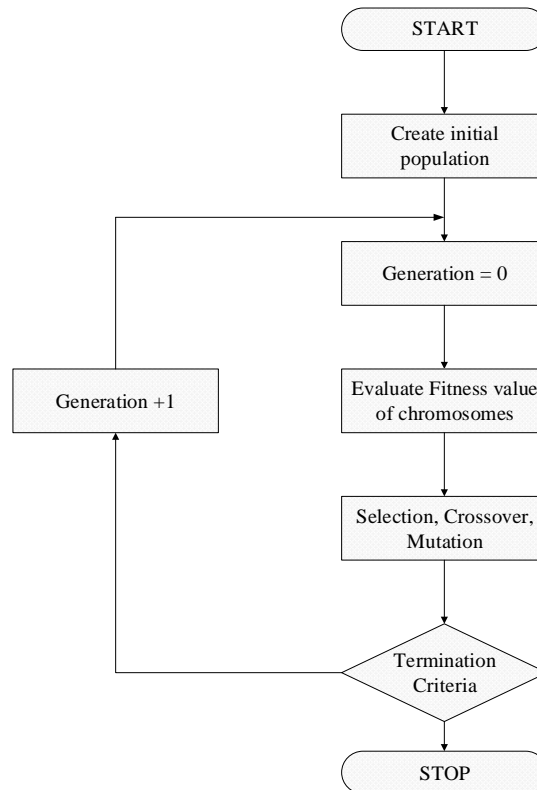 START
Create initial
population
Generation = 0
Generation +1
Evaluate Fitness value
of chromosomes
Selection, Crossover,
Mutation
Termination
Criteria
STOP